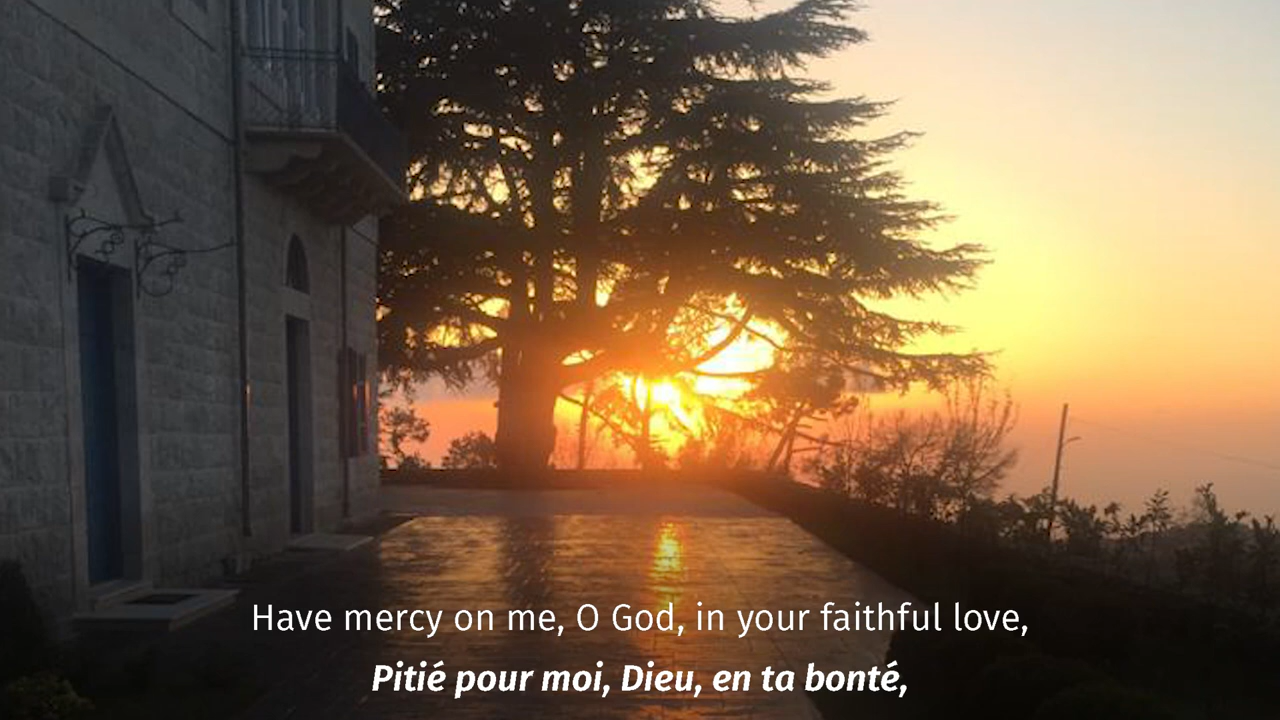 Have mercy on me, O God, in your faithful love,
Pitié pour moi, Dieu, en ta bonté,